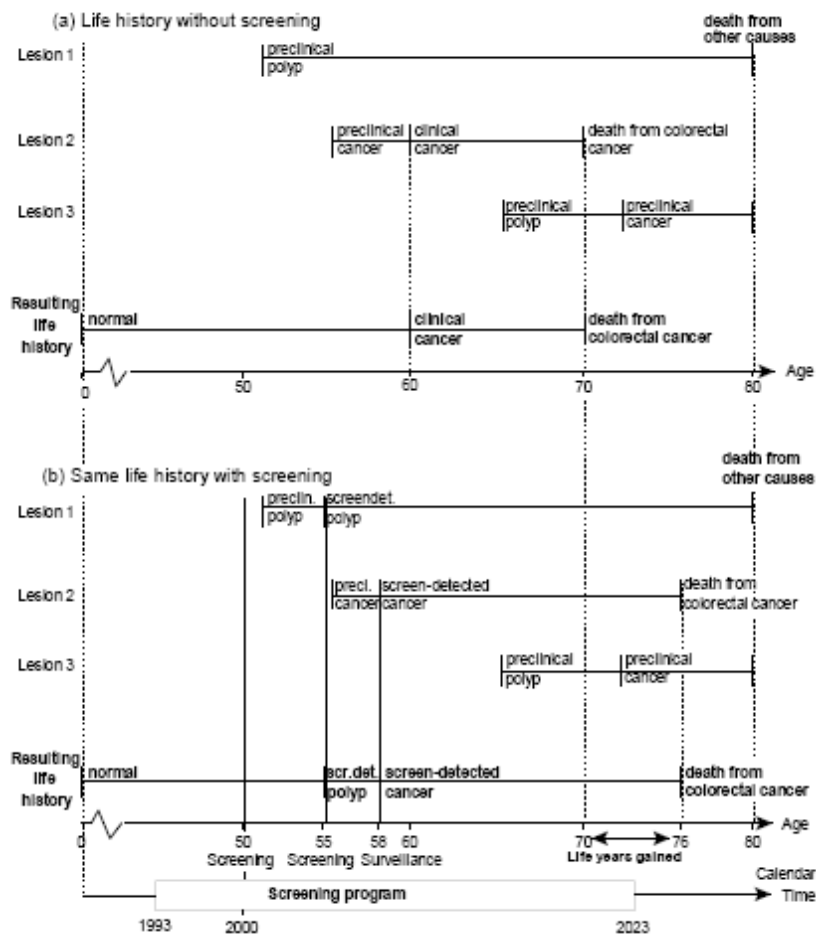 (a) Life history without screening
death from
other causes
Lesion 1
preclinical
polyp
Lesion 2
preclinical clinical death from colorectal
cancer cancer cancer
Lesion 3
preclinical preclinical
polyp cancer
Resulting
life
history
normal clinical death from
cancer colorectal cancer
0 50 60 70 80 Age
(b) Same life history with screening
death from
other causes
Lesion 1
preclin. screendet.
polyp polyp
Lesion 2
precl. screen-detected death from
cancer cancer colorectal cancer
Lesion 3
preclinical preclinical
polyp cancer
Resulting
life
history
normal scr.det. screen-detected death from
polyp cancer colorectal cancer
0 50 55 58 60 70 76 80 Age
Screening Screening Surveillance Life years gained
Calendar
Screening program Time
1993 2000 2023